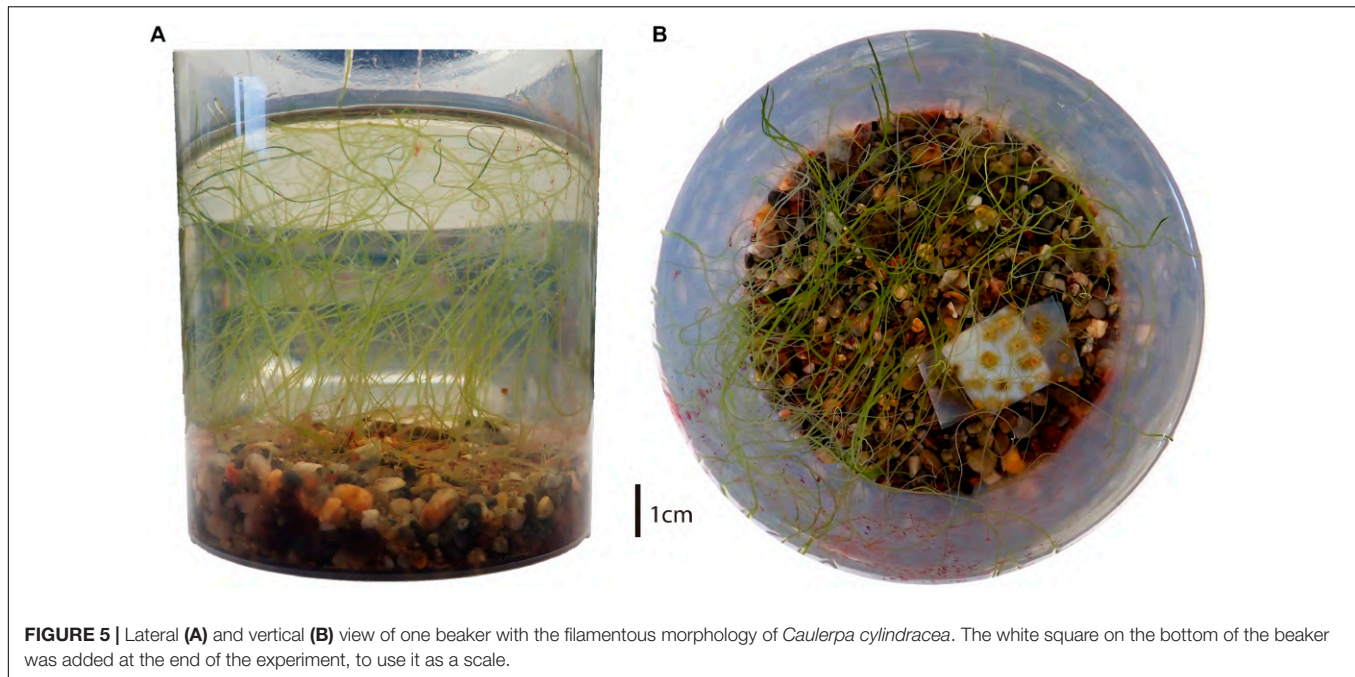 A
B
1cm
FIGURE 5 | Lateral (A) and vertical (B) view of one beaker with the filamentous morphology of Caulerpa cylindracea. The white square on the bottom of the beaker
was added at the end of the experiment, to use it as a scale.